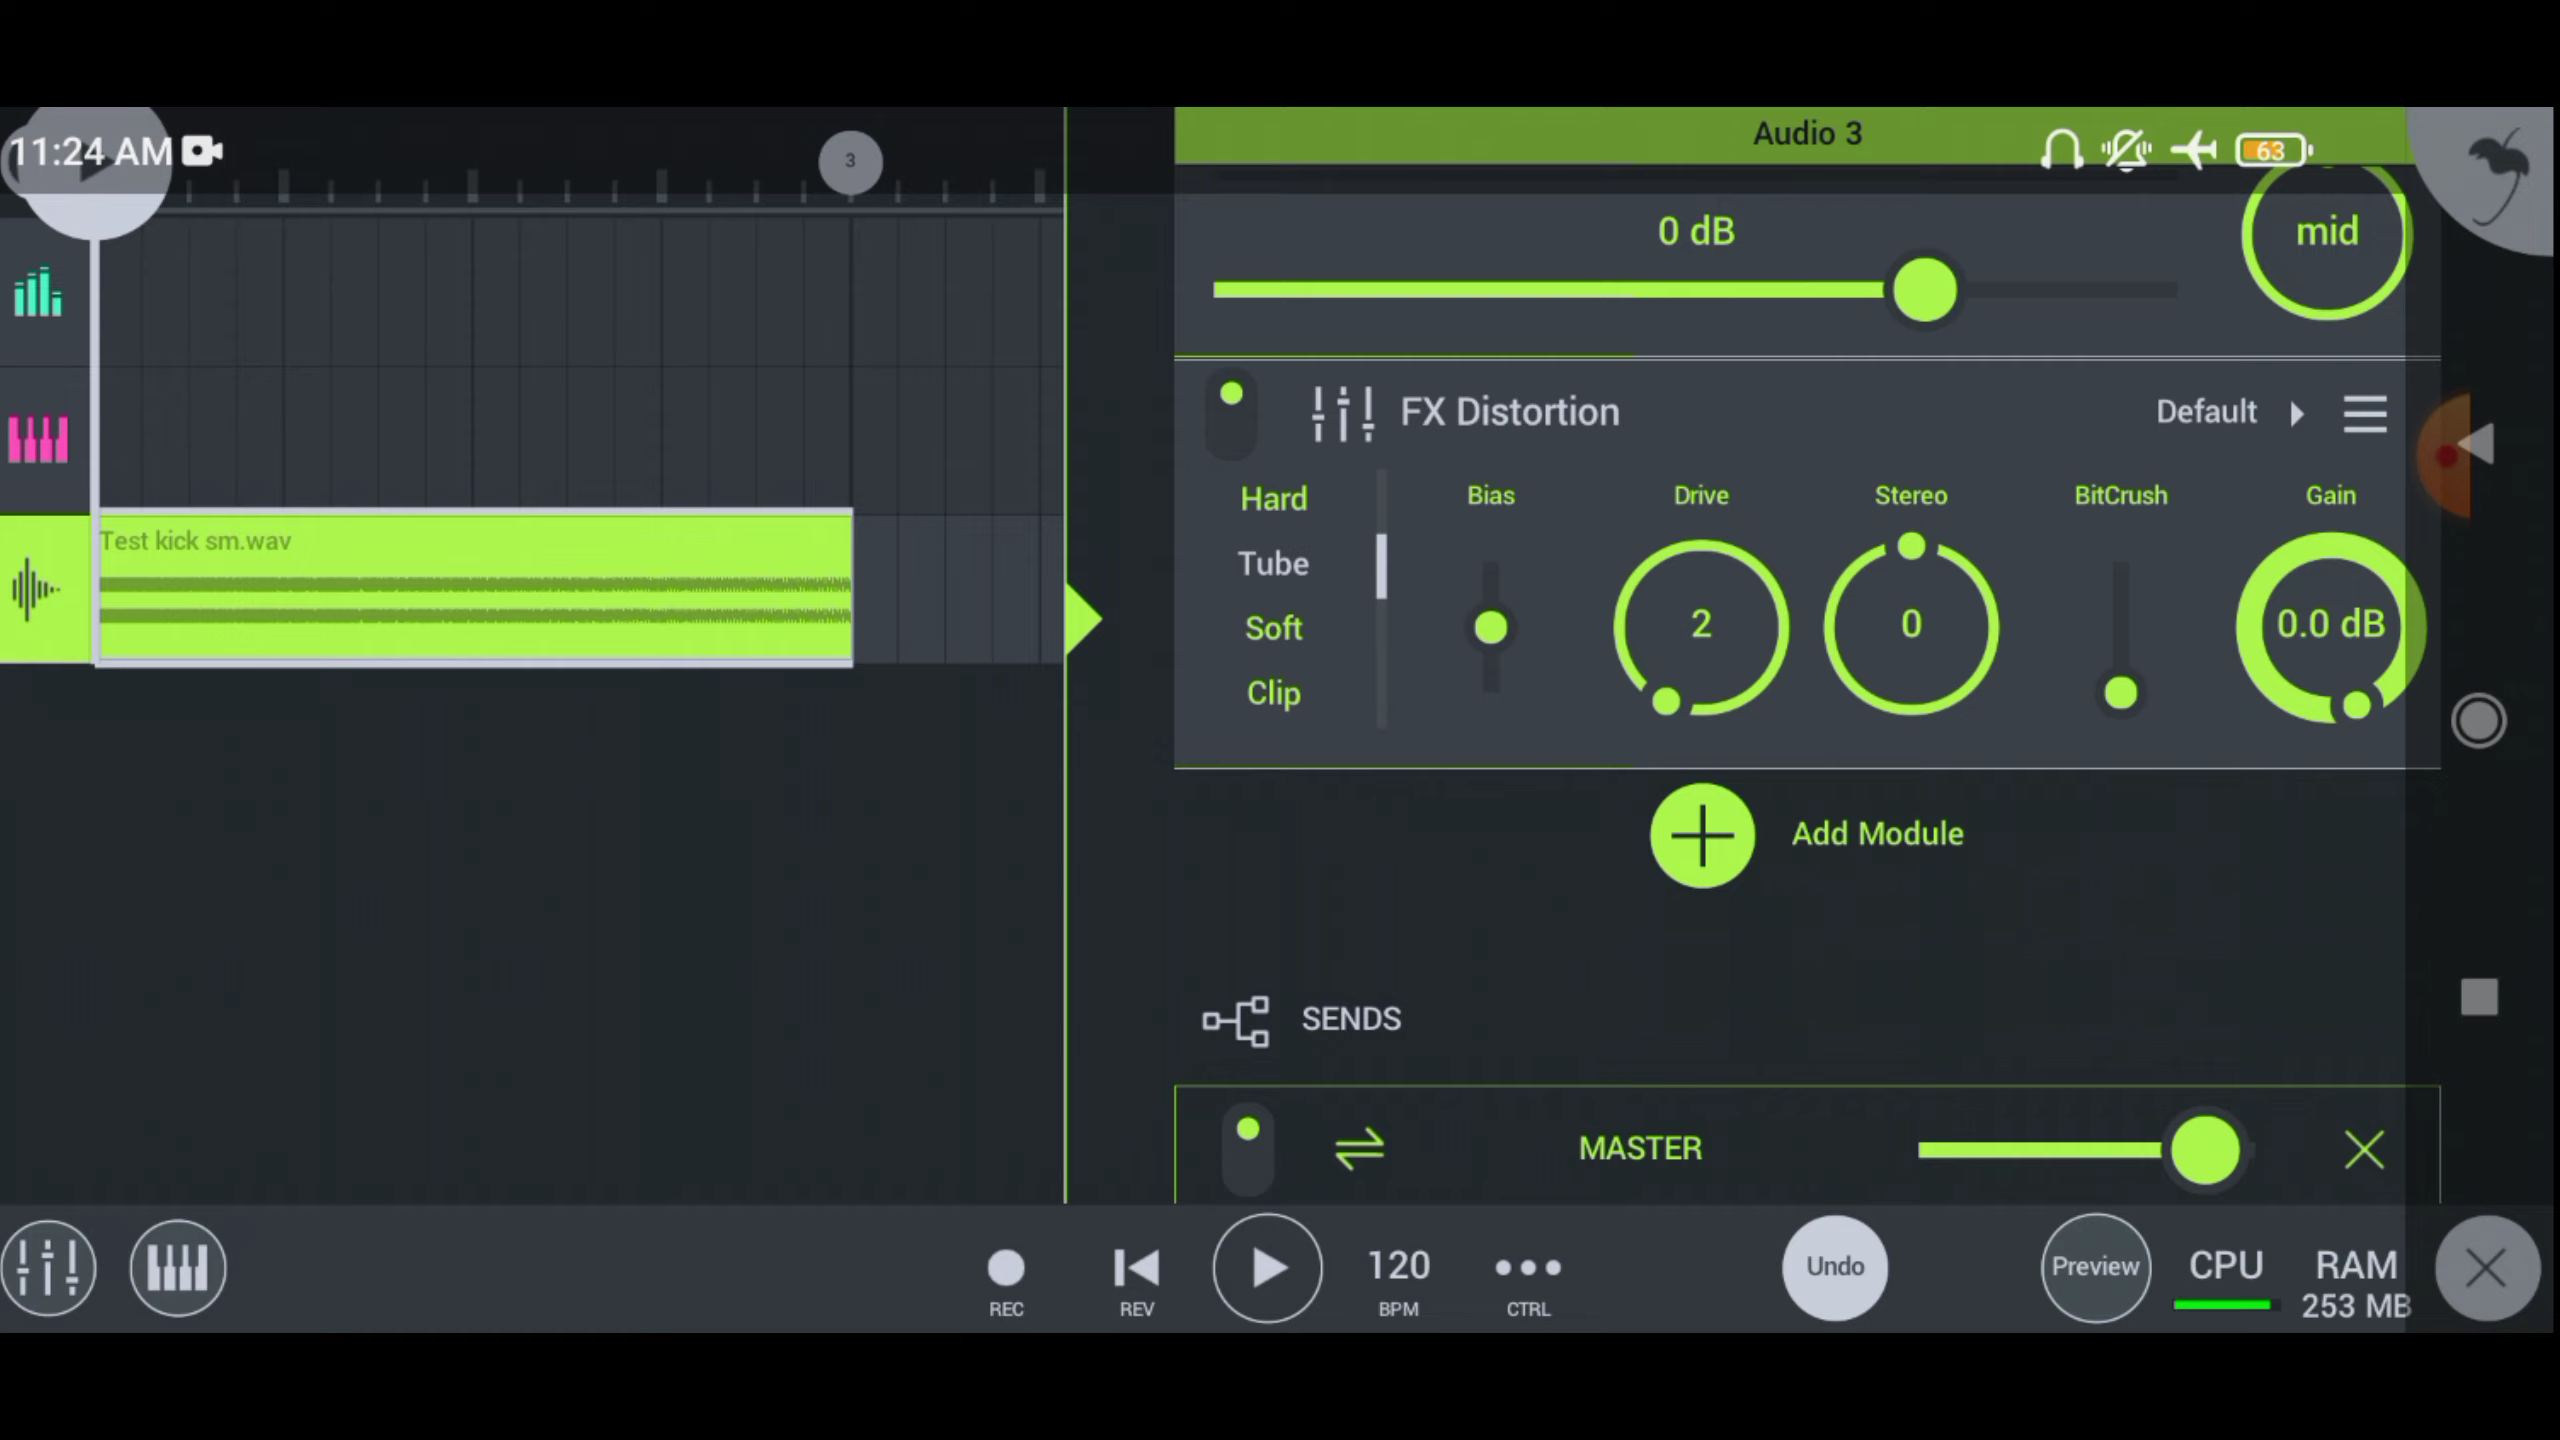 11:24 AM
3
Audio 3
63
0 dB
mid
FX Distortion
Default
Hard
Tube
Soft
Clip
Bias
Drive
Stereo
BitCrush
Gain
2
0
0.0 dB
Test kick sm.wav
Add Module
SENDS
MASTER
REC
REV
120
BPM
CTRL
Undo
Preview
CPU
RAM
253 MB